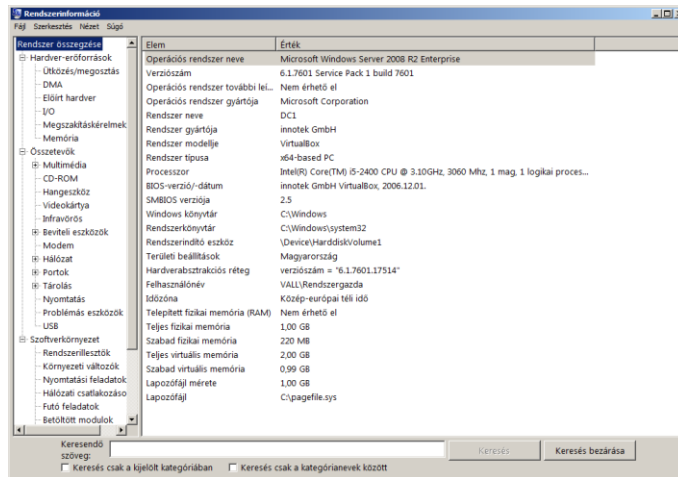 Rendszerinformáció
Fájl Szerkesztés Nézet Súgó
Rendszer összegzése
Hardver-erőforrások
Ütközés/megosztás
DMA
Előírt hardver
I/O
Megszakításkérelmek
Memória
Összetevők
Multimédia
CD-ROM
Hangeszköz
Videokártya
Infravörös
Beviteli eszközök
Modem
Hálózat
Portok
Tárolás
Nyomtatás
Problémás eszközök
USB
Szoftverkörnyezet
Rendszerillesztők
Környezeti változók
Nyomtatási feladatok
Hálózati csatlakozáso
Futó feladatok
Betöltött modulok
Elem Érték
Operációs rendszer neve Microsoft Windows Server 2008 R2 Enterprise
Verziószám 6.1.7601 Service Pack 1 build 7601
Operációs rendszer további leí... Nem érhető el
Operációs rendszer gyártója Microsoft Corporation
Rendszer neve DC1
Rendszer gyártója innotek GmbH
Rendszer modellje VirtualBox
Rendszer típusa x64-based PC
Processzor Intel(R) Core(TM) i5-2400 CPU @ 3.10GHz, 3060 Mhz, 1 mag, 1 logikai proces...
BIOS-verzió/-dátum innotek GmbH VirtualBox, 2006.12.01.
SMBIOS verziója 2.5
Windows könyvtár C:\Windows
Rendszerkönyvtár C:\Windows\system32
Rendszerindító eszköz \Device\HarddiskVolume1
Területi beállítások Magyarország
Hardverabsztrakciós réteg verziószám = "6.1.7601.17514"
Felhasználónév VALL\Rendszergazda
Időzóna Közép-európai téli idő
Telepített fizikai memória (RAM) Nem érhető el
Teljes fizikai memória 1,00 GB
Szabad fizikai memória 220 MB
Teljes virtuális memória 2,00 GB
Szabad virtuális memória 0,99 GB
Lapozófájl mérete 1,00 GB
Lapozófájl C:\pagefile.sys
Keresendő
szöveg:
Keresés Keresés bezárása
Keresés csak a kijelölt kategóriában Keresés csak a kategórianevek között